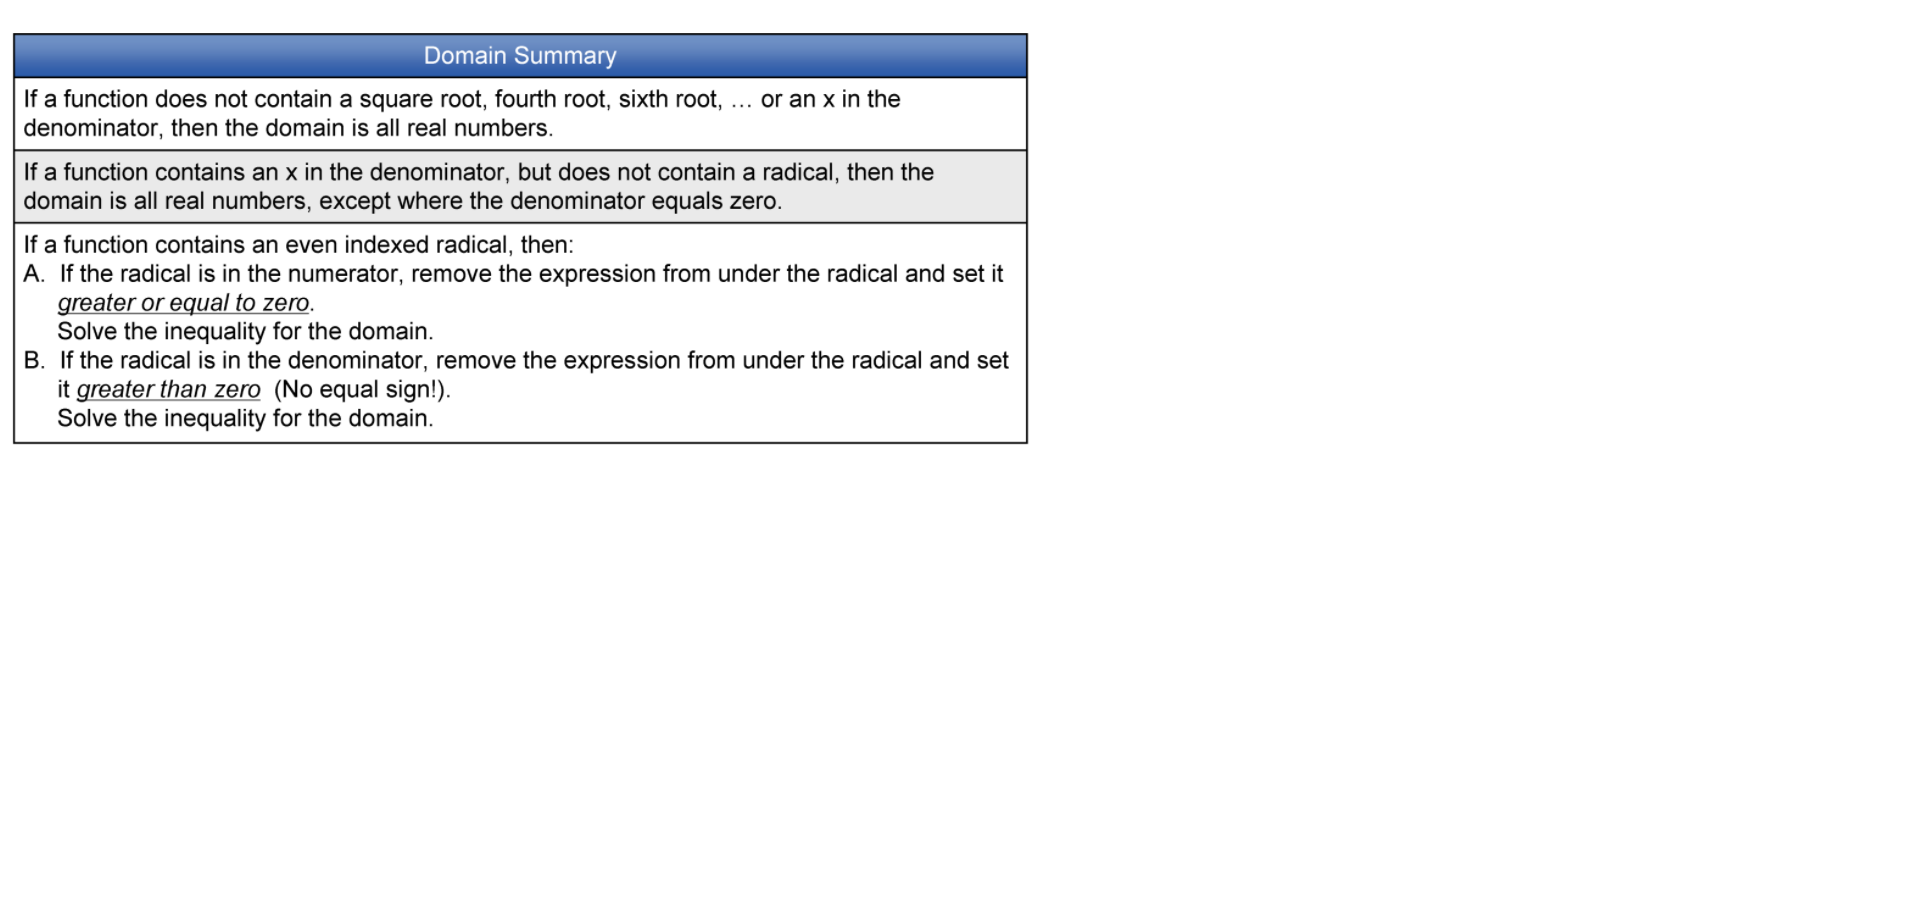 Domain Summary
If a function does not contain a square root, fourth root, sixth root, … or an x in the
denominator, then the domain is all real numbers.
If a function contains an x in the denominator, but does not contain a radical, then the
domain is all real numbers, except where the denominator equals zero.
If a function contains an even indexed radical, then:
A. If the radical is in the numerator, remove the expression from under the radical and set it
greater or equal to zero.
Solve the inequality for the domain.
B. If the radical is in the denominator, remove the expression from under the radical and set
it greater than zero (No equal sign!).
Solve the inequality for the domain.